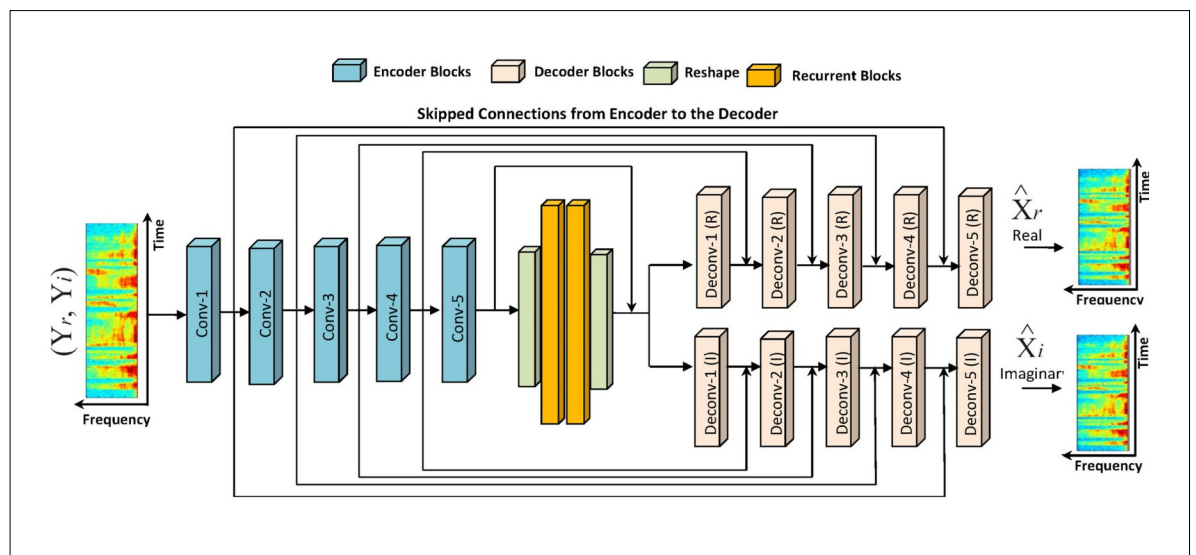 Encoder Blocks
Decoder Blocks
Reshape
Recurrent Blocks
Skipped Connections from Encoder to the Decoder
(Yr, Yi)
Time
Frequency
Conv-1
Conv-2
Conv-3
Conv-4
Conv-5
Deconv-1 (R)
Deconv-2 (R)
Deconv-3 (R)
Deconv-4 (R)
Deconv-5 (R)
X̂r
Real
Time
Frequency
Deconv-1 (I)
Deconv-2 (I)
Deconv-3 (I)
Deconv-4 (I)
Deconv-5 (I)
X̂i
Imaginar
Time
Frequency